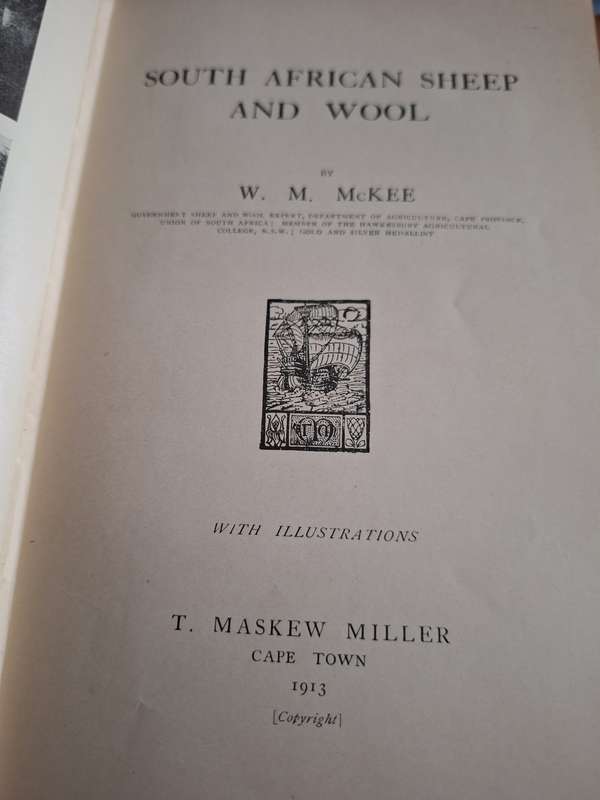 SOUTH AFRICAN SHEEP
AND WOOL
BY
W. M. McKEE
GOVERNMENT SHEEP AND WOOL EXPERT, DEPARTMENT OF AGRICULTURE, CAPE PROVINCE,
UNION OF SOUTH AFRICA; MEMBER OF THE HAWKESBURY AGRICULTURAL
COLLEGE, N.S.W.; GOLD AND SILVER MEDALLIST
WITH ILLUSTRATIONS
T. MASKEW MILLER
CAPE TOWN
1913
[Copyright]